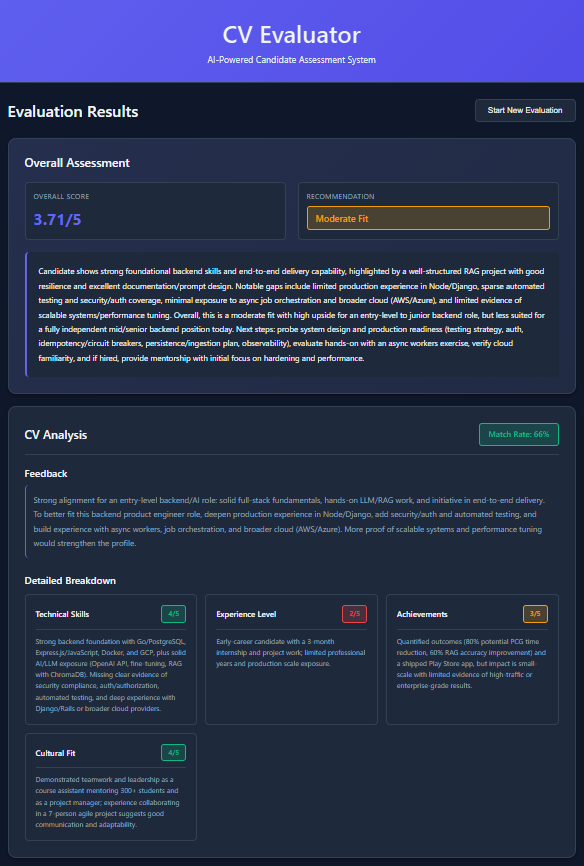 CV Evaluator
AI-Powered Candidate Assessment System
Evaluation Results
Start New Evaluation
Overall Assessment
OVERALL SCORE
3.71/5
RECOMMENDATION
Moderate Fit
Candidate shows strong foundational backend skills and end-to-end delivery capability, highlighted by a well-structured RAG project with good
resilience and excellent documentation/prompt design. Notable gaps include limited production experience in Node/Django, sparse automated
testing and security/auth coverage, minimal exposure to async job orchestration and broader cloud (AWS/Azure), and limited evidence of
scalable systems/performance tuning. Overall, this is a moderate fit with high upside for an entry-level to junior backend role, but less suited for
a fully independent mid/senior backend position today. Next steps: probe system design and production readiness (testing strategy, auth,
idempotency/circuit breakers, persistence/ingestion plan, observability), evaluate hands-on with an async workers exercise, verify cloud
familiarity, and if hired, provide mentorship with initial focus on hardening and performance.
CV Analysis
Match Rate: 66%
Feedback
Strong alignment for an entry-level backend/AI role: solid full-stack fundamentals, hands-on LLM/RAG work, and initiative in end-to-end delivery.
To better fit this backend product engineer role, deepen production experience in Node/Django, add security/auth and automated testing, and
build experience with async workers, job orchestration, and broader cloud (AWS/Azure). More proof of scalable systems and performance tuning
would strengthen the profile.
Detailed Breakdown
Technical Skills
4/5
Strong backend foundation with Go/PostgreSQL,
Express.js/JavaScript, Docker, and GCP, plus solid
AI/LLM exposure (OpenAI API, fine-tuning, RAG
with ChromaDB). Missing clear evidence of
security compliance, auth/authorization,
automated testing, and deep experience with
Django/Rails or broader cloud providers.
Experience Level
2/5
Early-career candidate with a 3-month
internship and project work; limited professional
years and production scale exposure.
Achievements
3/5
Quantified outcomes (80% potential PCG time
reduction, 60% RAG accuracy improvement) and
a shipped Play Store app, but impact is small-
scale with limited evidence of high-traffic or
enterprise-grade results.
Cultural Fit
4/5
Demonstrated teamwork and leadership as a
course assistant mentoring 300+ students and
as a project manager; experience collaborating
in a 7-person agile project suggests good
communication and adaptability.